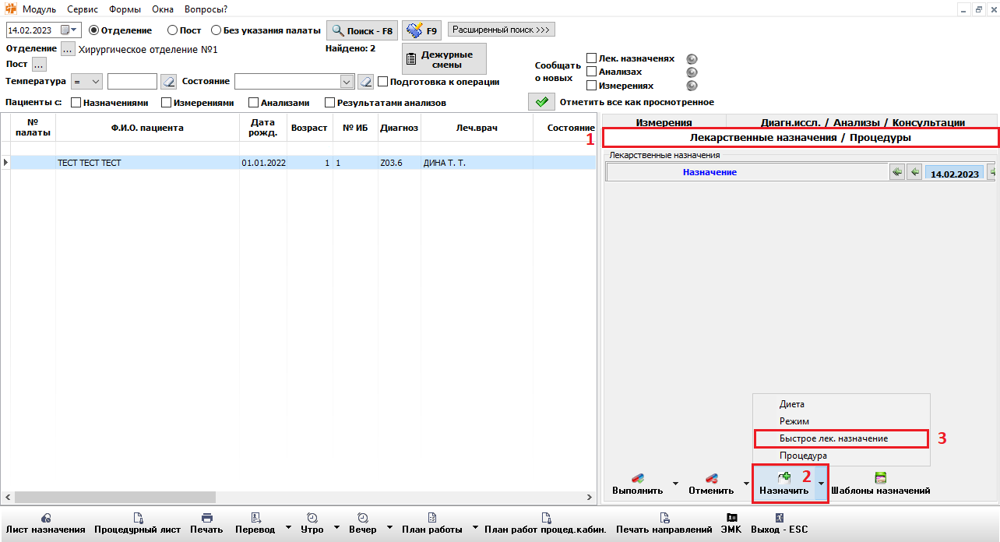 Модуль Сервис Формы Окна Вопросы?
14.02.2023 Отделение Пост Без указания палаты Поиск - F8 F9 Расширенный поиск >>>
Отделение ... Хирургическое отделение №1 Найдено: 2
Пост ...
Дежурные
смены
Сообщать
о новых
Лек. назначенях
Анализах
Измерениях
Температура = Состояние Подготовка к операции
Пациенты с: Назначениями Измерениями Анализами Результатами анализов Отметить все как просмотренное
№
палаты
Ф.И.О. пациента
Дата
рожд.
Возраст № ИБ Диагноз Леч.врач Состояние
ТЕСТ ТЕСТ ТЕСТ 01.01.2022 1 1 Z03.6 ДИНА Т. Т.
Измерения Диагн.иссл. / Анализы / Консультации
1 Лекарственные назначения / Процедуры
Лекарственные назначения
Назначение 14.02.2023
Диета
Режим
Быстрое лек. назначение 3
Процедура
2
Выполнить Отменить Назначить Шаблоны назначений
Лист назначения Процедурный лист Печать Перевод Утро Вечер План работы План работ процед.кабин. Печать направлений ЭМК Выход - ESC